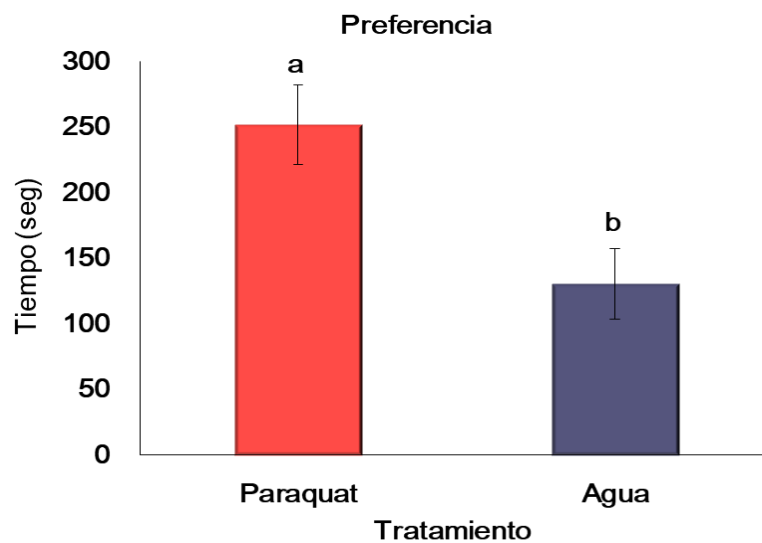 Preferencia
300
a
250
200
b
150
100
50
0
Tiempo (seg)
Paraquat Agua
Tratamiento